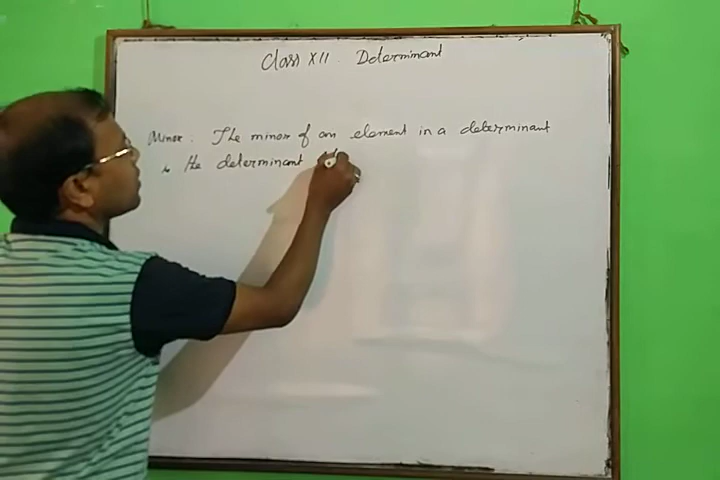 Class XII. Determinant
Minor. The minor of an element in a determinant
is the determinant